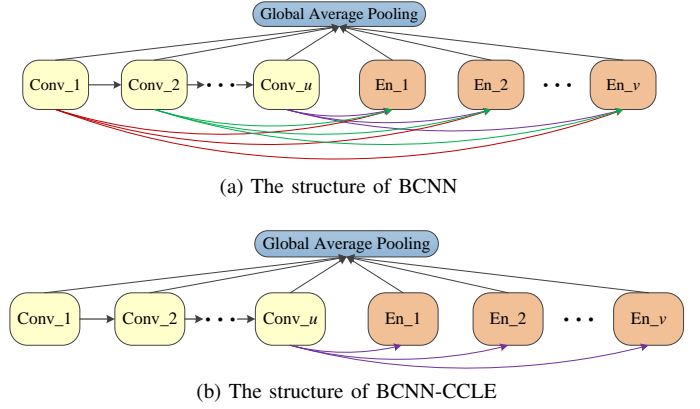 Global Average Pooling
Conv_1 Conv_2 ••• Conv_u En_1 En_2 ••• En_v
(a) The structure of BCNN
Global Average Pooling
Conv_1 Conv_2 ••• Conv_u En_1 En_2 ••• En_v
(b) The structure of BCNN-CCLE